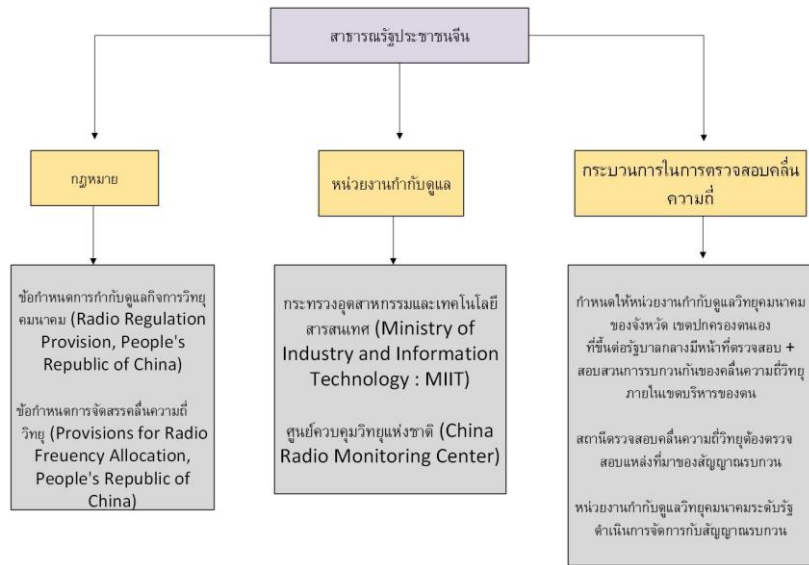 สาธารณรัฐประชาชนจีน
กฎหมาย
ข้อกำหนดการกำกับดูแลกิจการวิทยุ
คมนาคม (Radio Regulation
Provision, People's
Republic of China)
ข้อกำหนดการจัดสรรคลื่นความถี่
วิทยุ (Provisions for Radio
Freuency Allocation,
People's Republic of
China)
หน่วยงานกำกับดูแล
กระทรวงอุตสาหกรรมและเทคโนโลยี
สารสนเทศ (Ministry of
Industry and Information
Technology : MIIT)
ศูนย์ควบคุมวิทยุแห่งชาติ (China
Radio Monitoring Center)
กระบวนการในการตรวจสอบคลื่น
ความถี่
กำหนดให้หน่วยงานกำกับดูแลวิทยุคมนาคม
ของจังหวัด เขตปกครองตนเอง
ที่ขึ้นต่อรัฐบาลกลางมีหน้าที่ตรวจสอบ +
สอบสวนการรบกวนกันของคลื่นความถี่วิทยุ
ภายในเขตบริหารของตน
สถานีตรวจสอบคลื่นความถี่วิทยุต้องตรวจ
สอบแหล่งที่มาของสัญญาณรบกวน
หน่วยงานกำกับดูแลวิทยุคมนาคมระดับรัฐ
ดำเนินการจัดการกับสัญญาณรบกวน